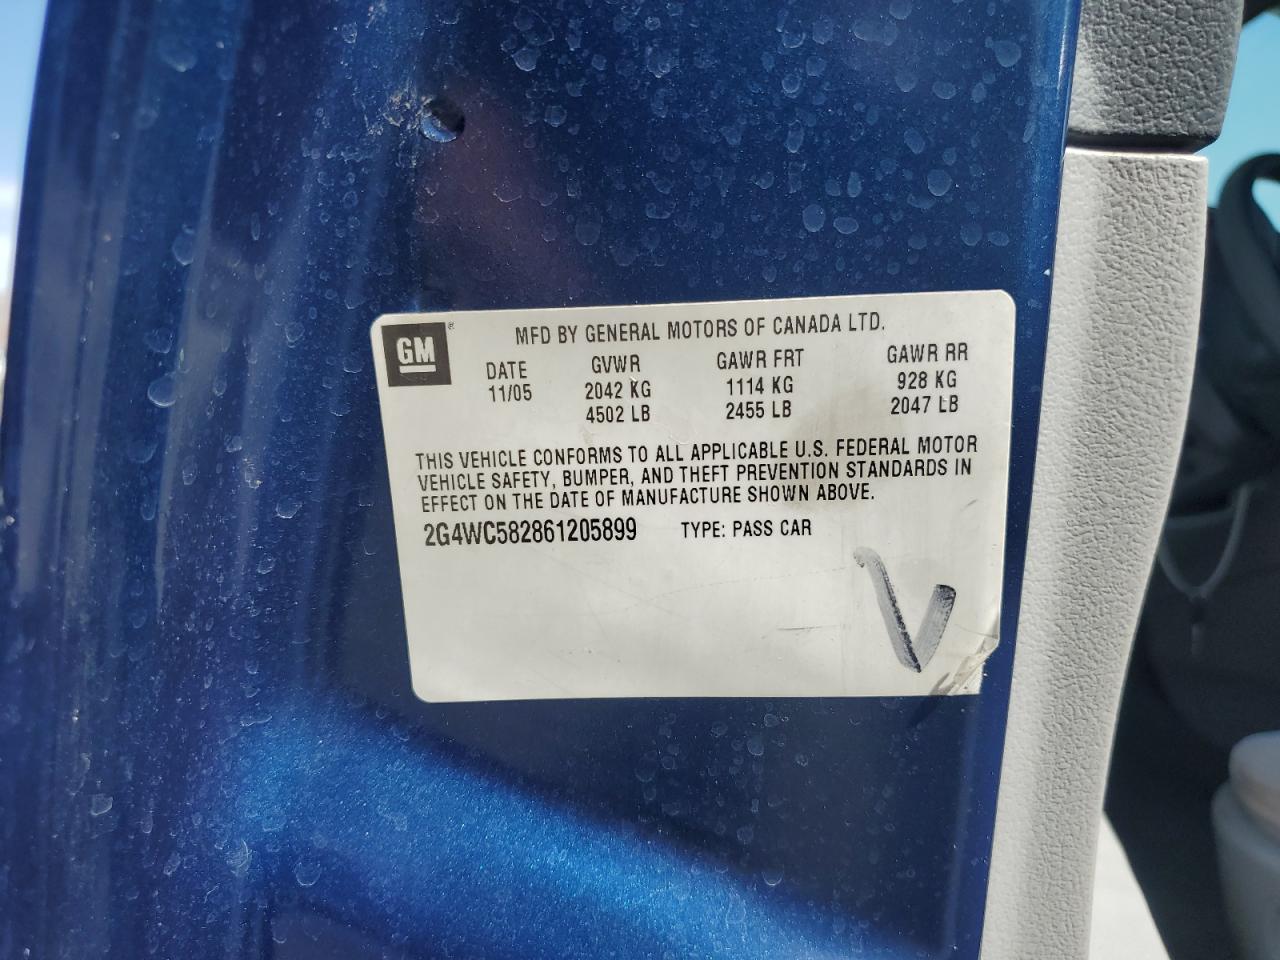 GM ®
MFD BY GENERAL MOTORS OF CANADA LTD.
DATE GVWR GAWR FRT GAWR RR
11/05 2042 KG 1114 KG 928 KG
4502 LB 2455 LB 2047 LB
THIS VEHICLE CONFORMS TO ALL APPLICABLE U.S. FEDERAL MOTOR
VEHICLE SAFETY, BUMPER, AND THEFT PREVENTION STANDARDS IN
EFFECT ON THE DATE OF MANUFACTURE SHOWN ABOVE.
2G4WC582861205899 TYPE: PASS CAR
V